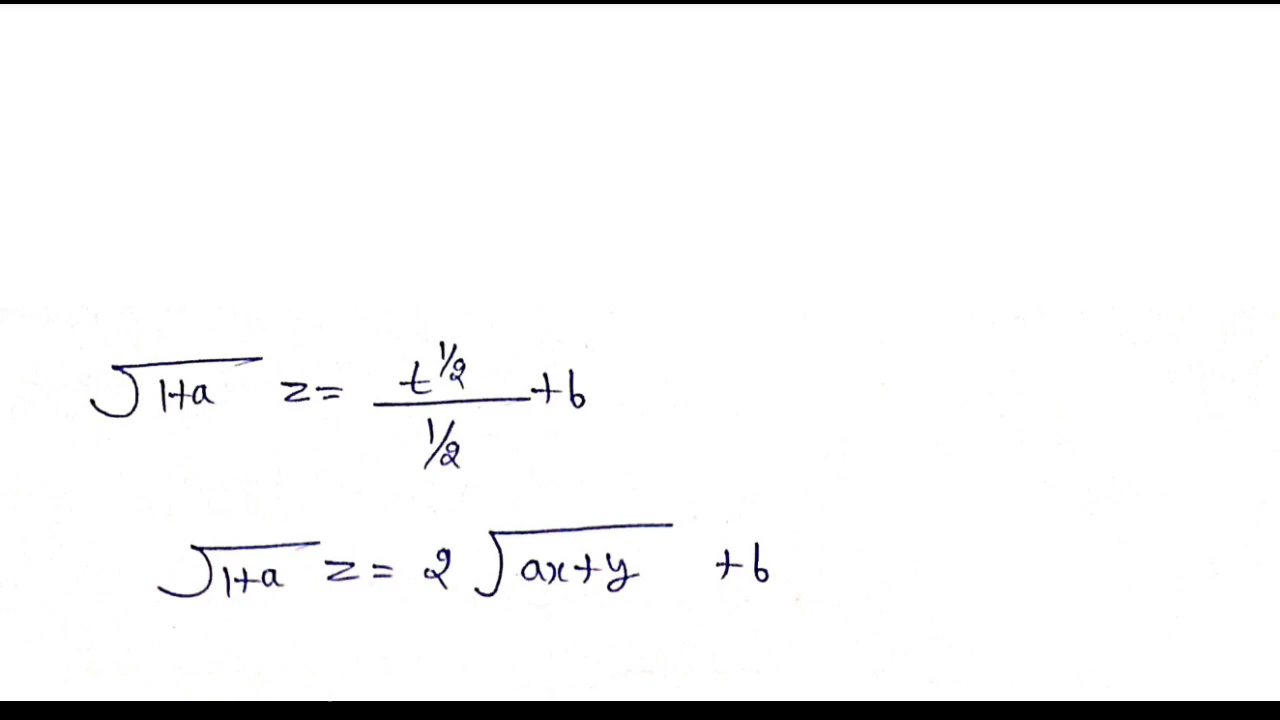 √(1+a) z = t^(1/2) / (1/2) + b
√(1+a) z = 2 √(ax+y) + b